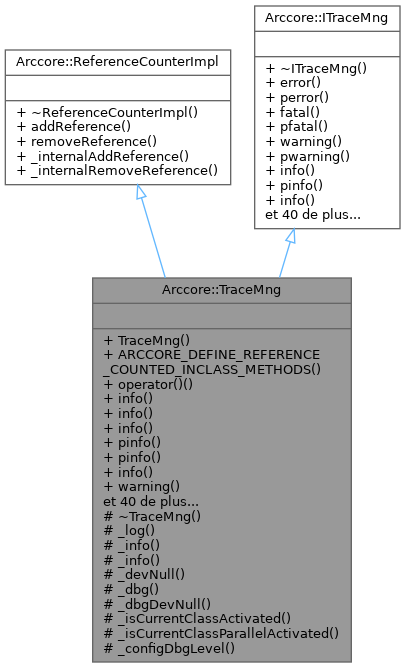 Arccore::ITraceMng
+ ~ITraceMng()
+ error()
+ perror()
+ fatal()
+ pfatal()
+ warning()
+ pwarning()
+ info()
+ pinfo()
+ info()
et 40 de plus...
Arccore::ReferenceCounterImpl
+ ~ReferenceCounterImpl()
+ addReference()
+ removeReference()
+ _internalAddReference()
+ _internalRemoveReference()
Arccore::TraceMng
+ TraceMng()
+ ARCCORE_DEFINE_REFERENCE
_COUNTED_INCLASS_METHODS()
+ operator()()
+ info()
+ info()
+ info()
+ pinfo()
+ pinfo()
+ info()
+ warning()
et 40 de plus...
# ~TraceMng()
# _log()
# _info()
# _info()
# _devNull()
# _dbg()
# _dbgDevNull()
# _isCurrentClassActivated()
# _isCurrentClassParallelActivated()
# _configDbgLevel()